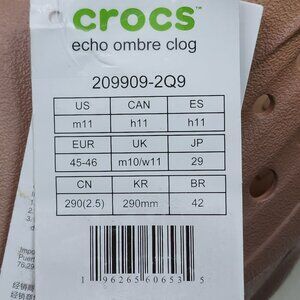 crocs™
echo ombre clog
209909-2Q9
US CAN ES
m11 h11 h11
EUR UK JP
45-46 m10/w11 29
CN KR BR
290(2.5) 290mm 42
1 96265 60653 5